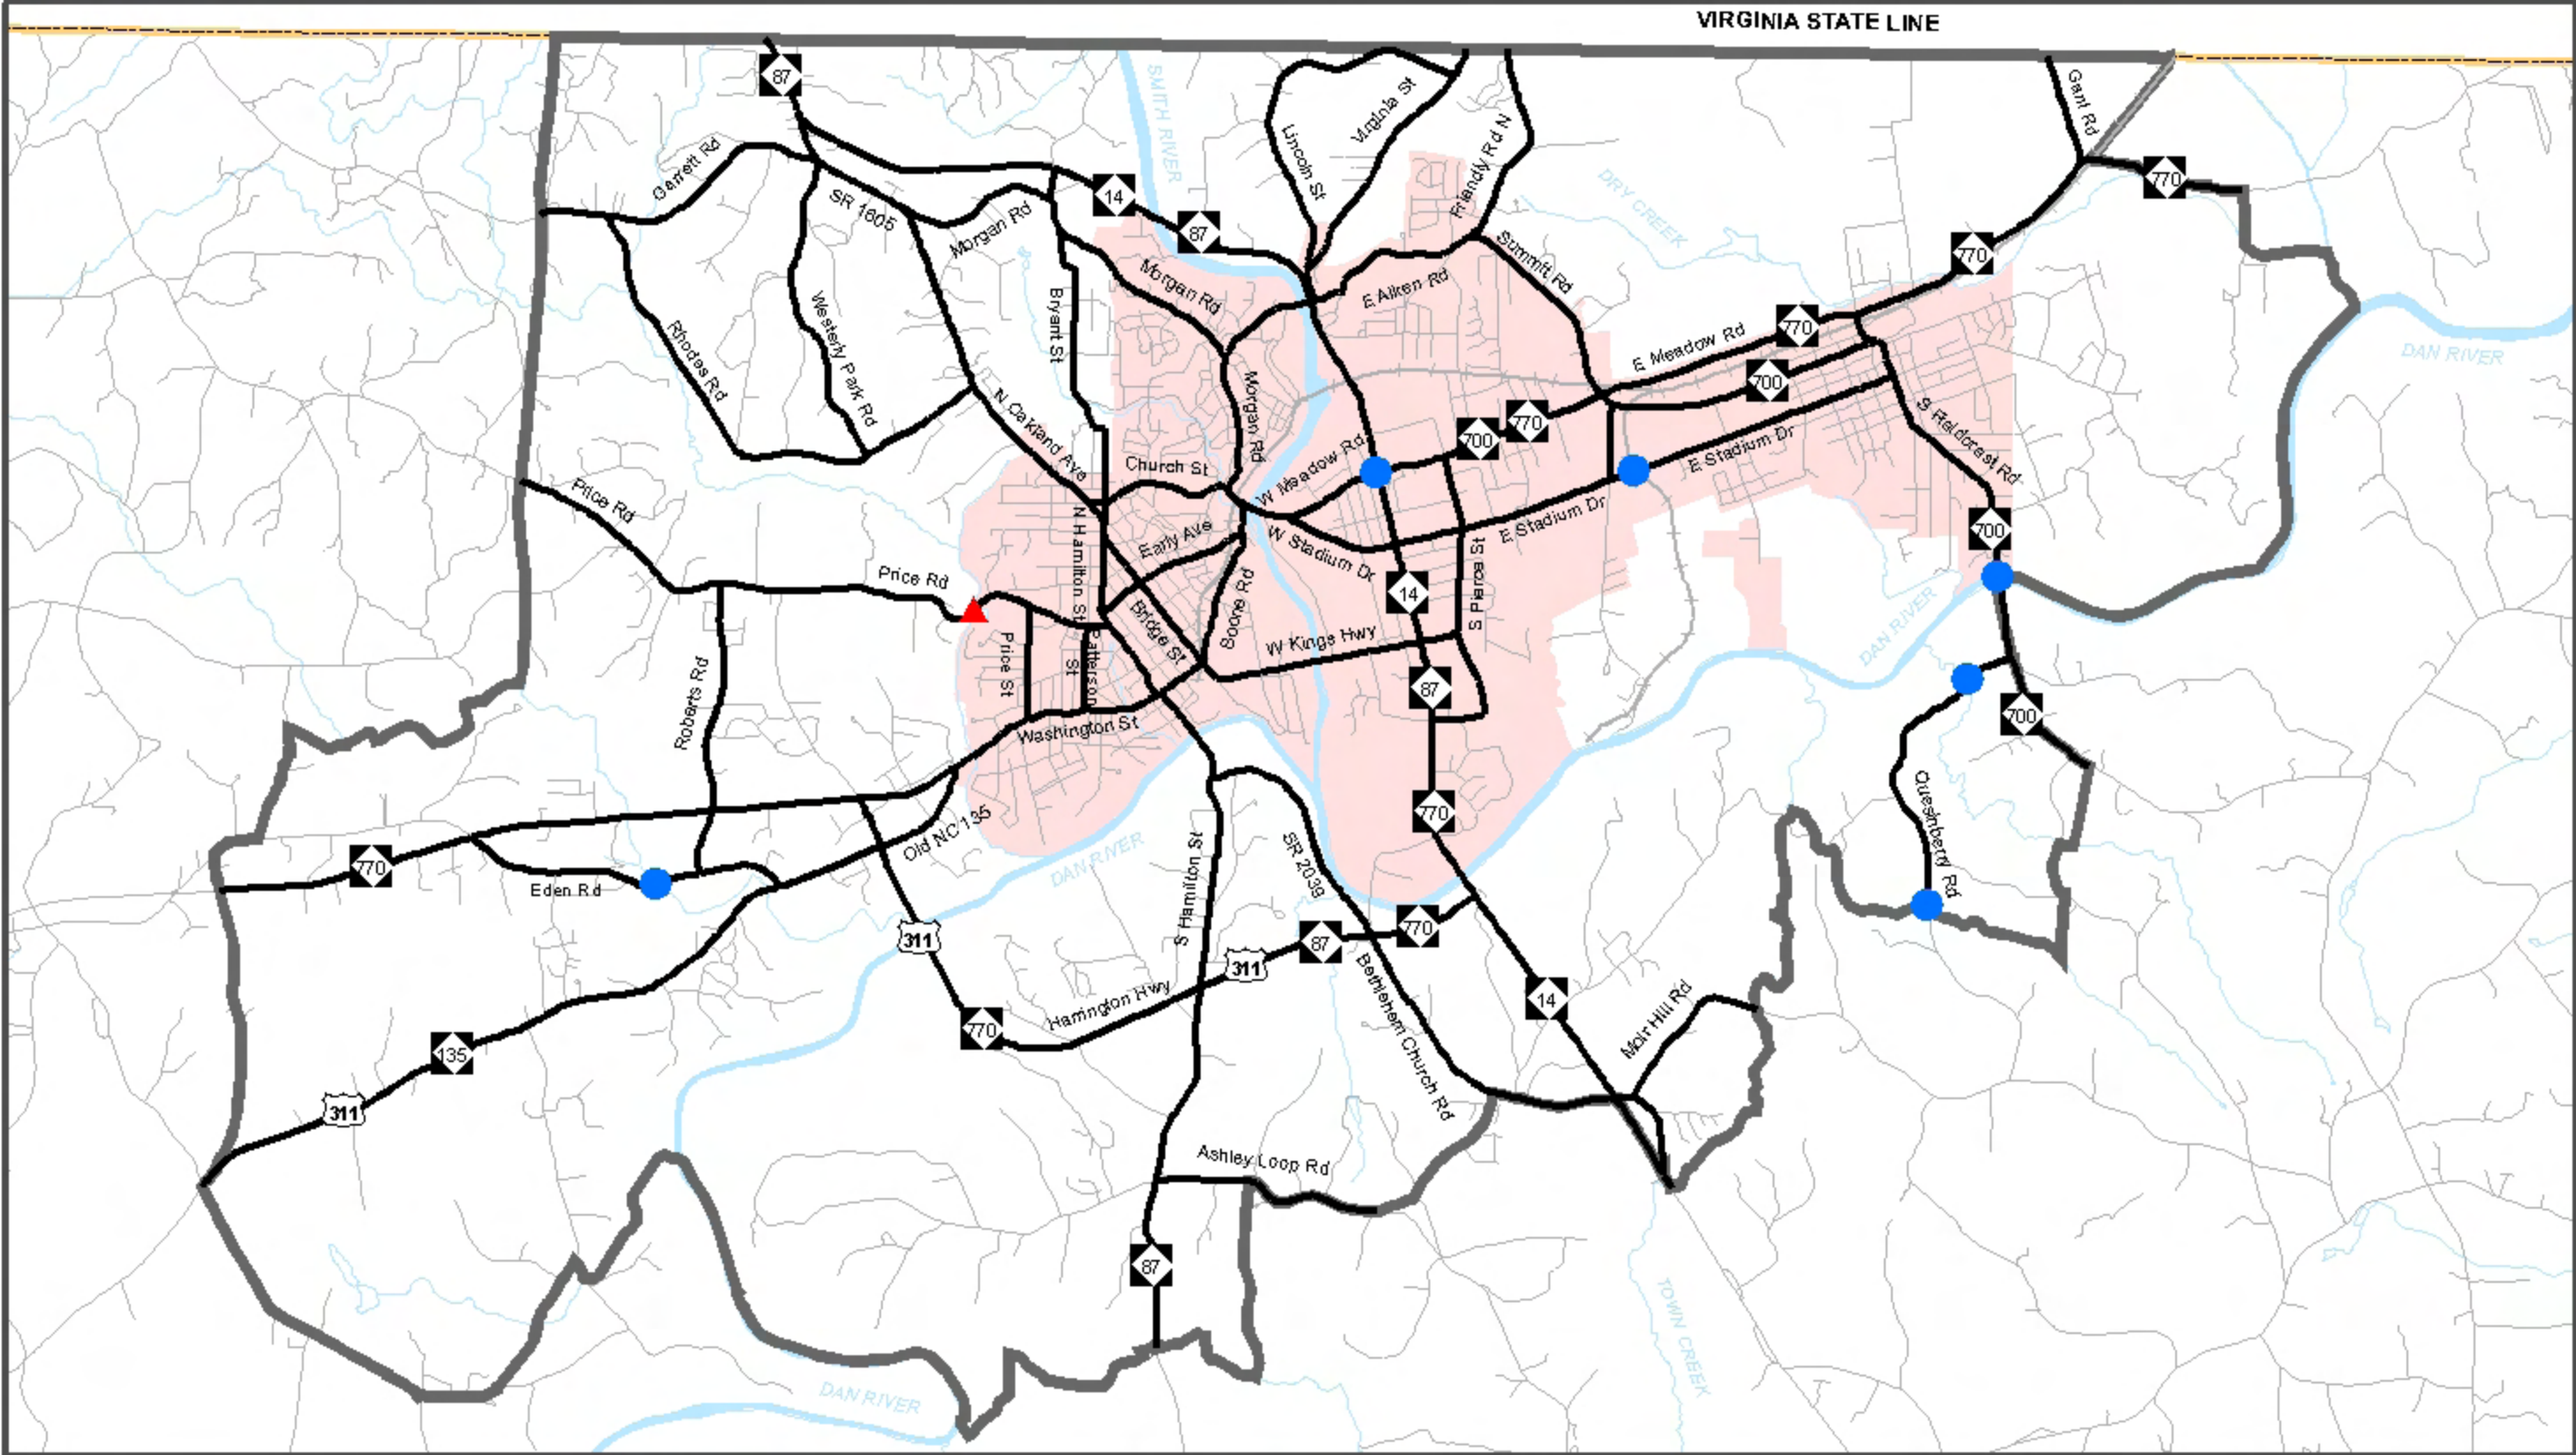 VIRGINIA STATE LINE
87
SMITH RIVER
Lincoln St
Virginia St
Friendly Rd N
Gant Rd
770
Garrett Rd
SR 1605
Morgan Rd
14
87
DRY CREEK
Summit Rd
770
Morgan Rd
E Aiken Rd
Bryant St
Westerly Park Rd
Rhodes Rd
E Meadow Rd
770
DAN RIVER
700
Morgan Rd
N Oakland Ave
770
700
S Fieldcrest Rd
Church St
W Meadow Rd
E Stadium Dr
Price Rd
N Hamilton St
Early Ave
W Stadium Dr
E Stadium Dr
700
Price Rd
14
S Pierce St
Boone Rd
Bridge St
W Kings Hwy
DAN RIVER
Price St
Patterson
St
Roberts Rd
87
700
Washington St
770
Quesinberry Rd
Old NC 135
770
Eden Rd
DAN RIVER
S Hamilton St
SR 2039
311
87
770
311
Harrington Hwy
770
Bethlehem Church Rd
14
Moir Hill Rd
135
311
Ashley Loop Rd
87
TOWN CREEK
DAN RIVER